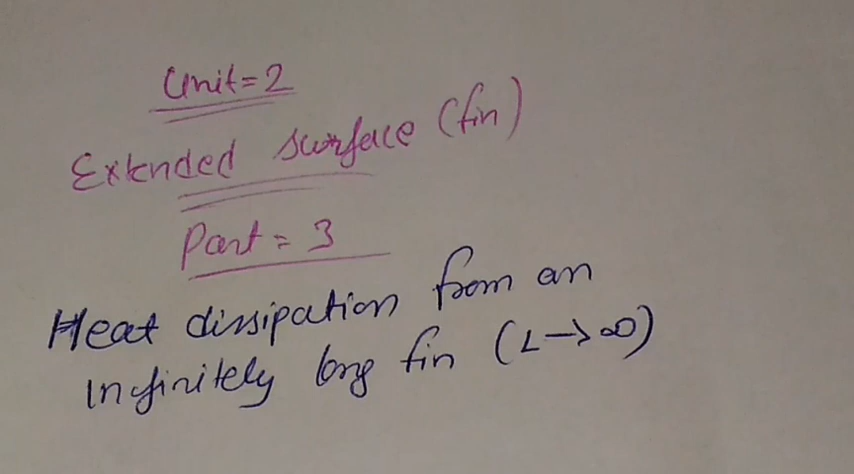 Unit=2
Extended surface (fin)
Part = 3
Heat dissipation from an
infinitely long fin (L→∞)